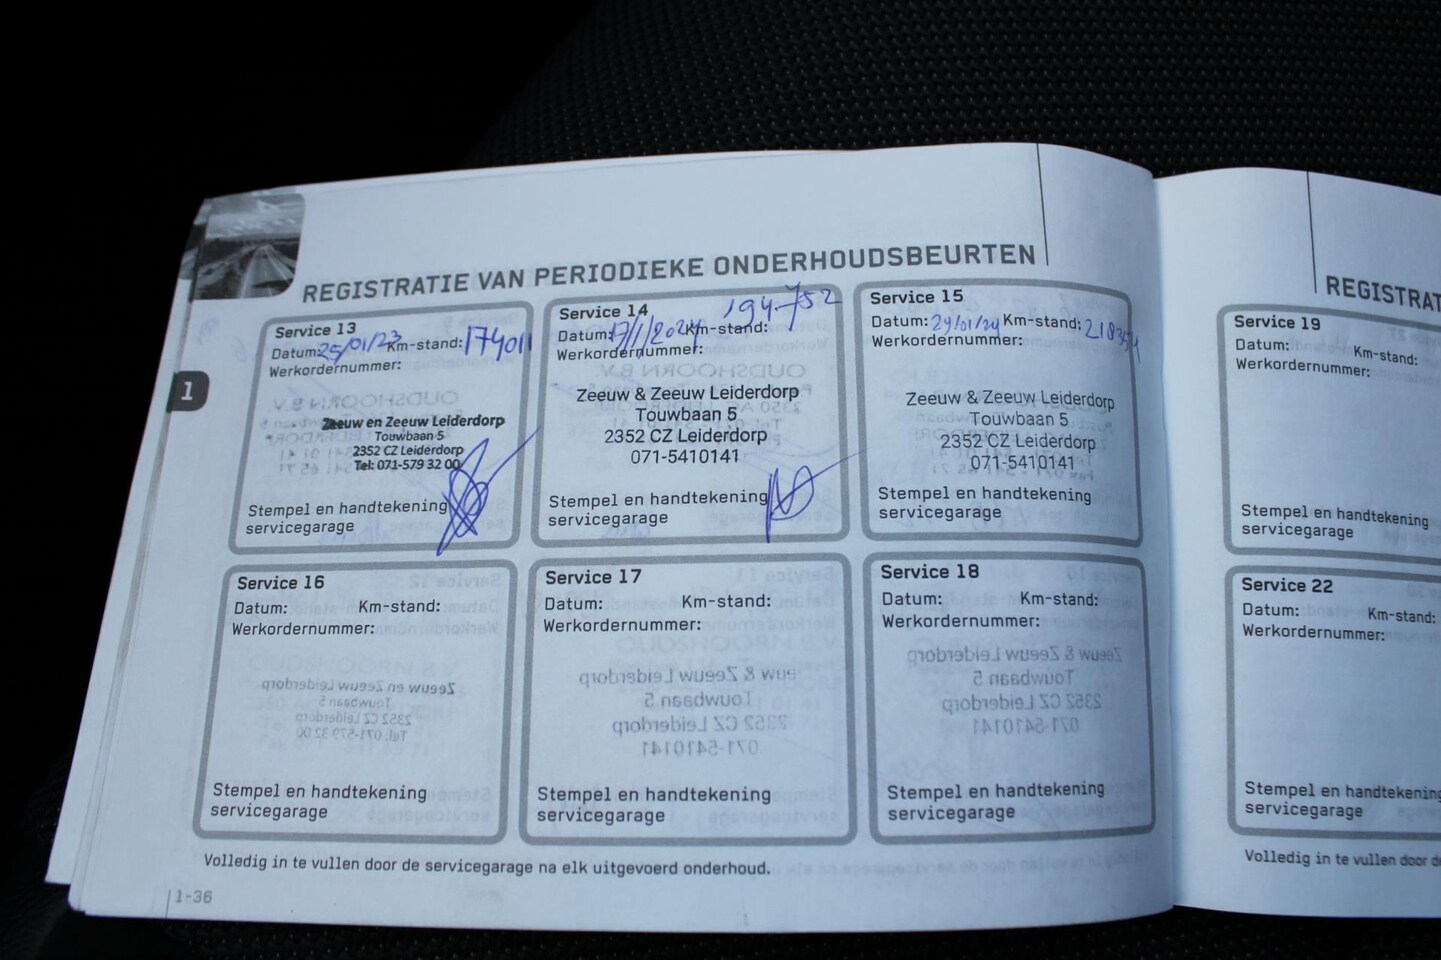 REGISTRATIE VAN PERIODIEKE ONDERHOUDSBEURTEN
1
Service 13
Datum: 25/01/23 Km-stand: 174011
Werkordernummer:
Zeeuw en Zeeuw Leiderdorp
Touwbaan 5
2352 CZ Leiderdorp
Tel: 071-579 32 00
Stempel en handtekening
servicegarage
Service 14
194.752
Datum: 17/1/2024 Km-stand:
Werkordernummer:
Zeeuw & Zeeuw Leiderdorp
Touwbaan 5
2352 CZ Leiderdorp
071-5410141
Stempel en handtekening
servicegarage
Service 15
Datum: Km-stand:
Werkordernummer:
Zeeuw & Zeeuw Leiderdorp
Touwbaan 5
2352 CZ Leiderdorp
071-5410141
Stempel en handtekening
servicegarage
Service 16
Datum: Km-stand:
Werkordernummer:
Stempel en handtekening
servicegarage
Service 17
Datum: Km-stand:
Werkordernummer:
Stempel en handtekening
servicegarage
Service 18
Datum: Km-stand:
Werkordernummer:
Stempel en handtekening
servicegarage
Volledig in te vullen door de servicegarage na elk uitgevoerd onderhoud.
1-36
REGISTRAT
Service 19
Datum: Km-stand:
Werkordernummer:
Stempel en handtekening
servicegarage
Service 22
Datum: Km-stand:
Werkordernummer:
Stempel en handtekening
servicegarage
Volledig in te vullen door